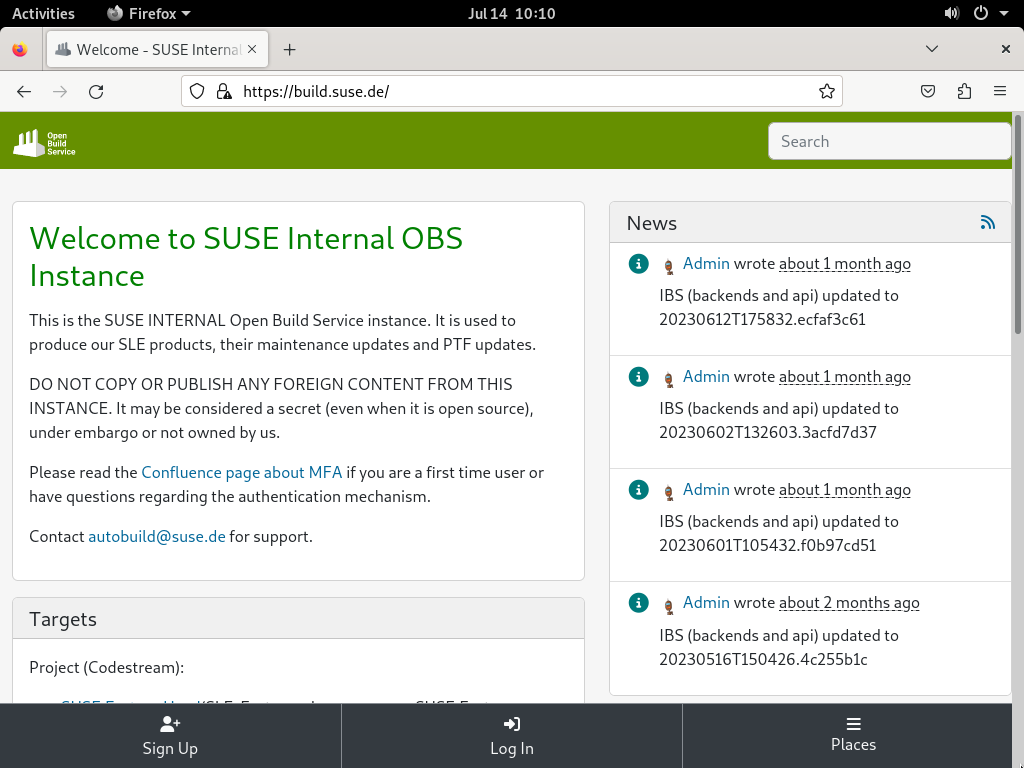 Activities
Firefox
Jul 14 10:10
Welcome - SUSE Internal
https://build.suse.de/
Open
Build
Service
Search
Welcome to SUSE Internal OBS
Instance
This is the SUSE INTERNAL Open Build Service instance. It is used to
produce our SLE products, their maintenance updates and PTF updates.
DO NOT COPY OR PUBLISH ANY FOREIGN CONTENT FROM THIS
INSTANCE. It may be considered a secret (even when it is open source),
under embargo or not owned by us.
Please read the Confluence page about MFA if you are a first time user or
have questions regarding the authentication mechanism.
Contact autobuild@suse.de for support.
Targets
Project (Codestream):
News
Admin wrote about 1 month ago
IBS (backends and api) updated to
20230612T175832.ecfaf3c61
Admin wrote about 1 month ago
IBS (backends and api) updated to
20230602T132603.3acfd7d37
Admin wrote about 1 month ago
IBS (backends and api) updated to
20230601T105432.f0b97cd51
Admin wrote about 2 months ago
IBS (backends and api) updated to
20230516T150426.4c255b1c
Sign Up
Log In
Places